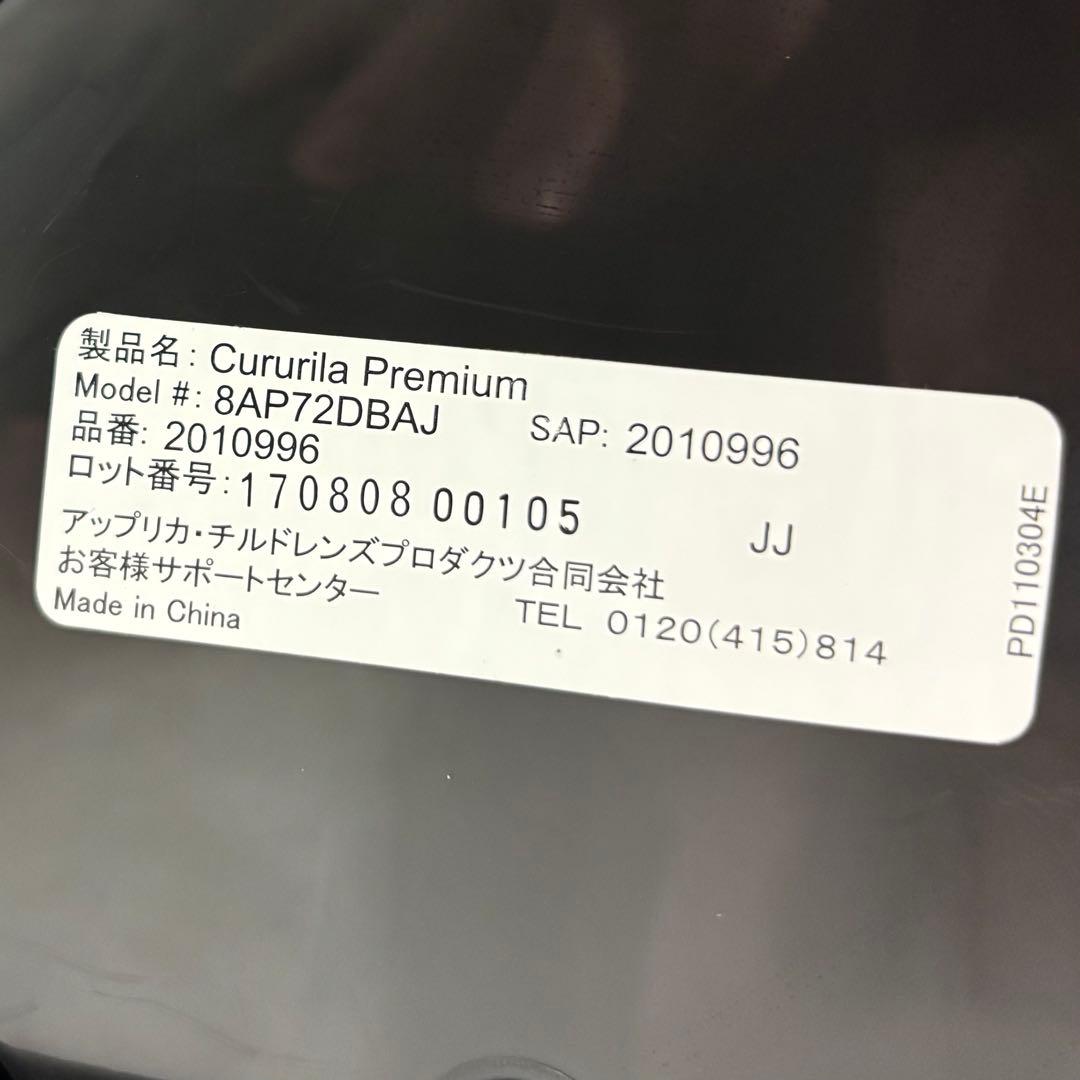 製品名: Cururila Premium
Model #: 8AP72DBAJ SAP: 2010996
品番: 2010996
ロット番号: 170808 00105
JJ
アップリカ・チルドレンズプロダクツ合同会社
お客様サポートセンター TEL 0120(415)814
Made in China
PD110304E